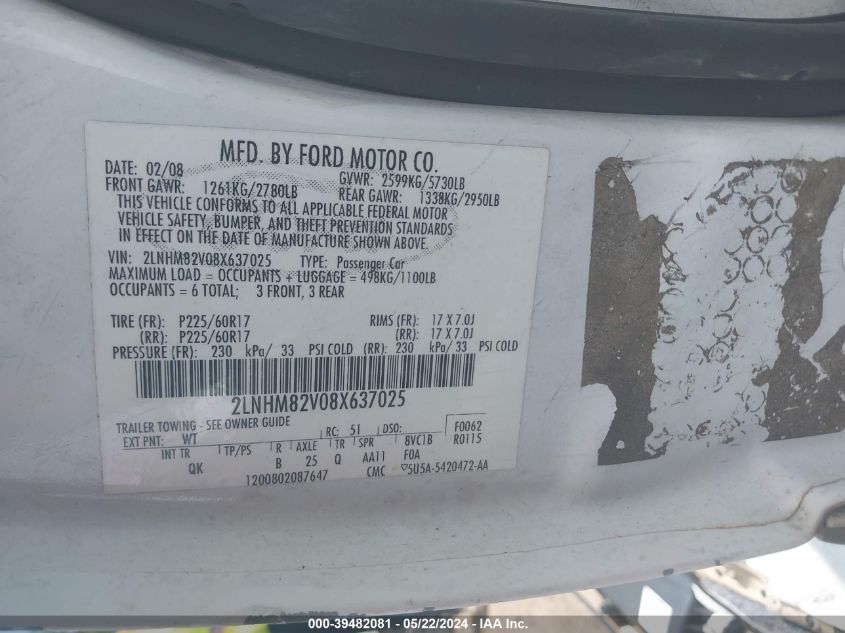 MFD. BY FORD MOTOR CO.
DATE: 02/08 GVWR: 2599KG/5730LB
FRONT GAWR: 1261KG/2780LB REAR GAWR: 1338KG/2950LB
THIS VEHICLE CONFORMS TO ALL APPLICABLE FEDERAL MOTOR
VEHICLE SAFETY, BUMPER, AND THEFT PREVENTION STANDARDS
IN EFFECT ON THE DATE OF MANUFACTURE SHOWN ABOVE.
VIN: 2LNHM82V08X637025 TYPE: Passenger Car
MAXIMUM LOAD = OCCUPANTS + LUGGAGE = 498KG/1100LB
OCCUPANTS = 6 TOTAL; 3 FRONT, 3 REAR
TIRE (FR): P225/60R17 RIMS (FR): 17 X 7.0J
(RR): P225/60R17 (RR): 17 X 7.0J
PRESSURE (FR): 230 kPa/ 33 PSI COLD (RR): 230 kPa/ 33 PSI COLD
2LNHM82V08X637025
TRAILER TOWING - SEE OWNER GUIDE F0062
EXT PNT: WT RC: 51 DSO: R0115
INT TR TP/PS R AXLE TR SPR 8VC1B
QK B 25 Q AA11 F0A
1200802087647 CMC ▽5U5A-5420472-AA
000-39482081 - 05/22/2024 - IAAI.com